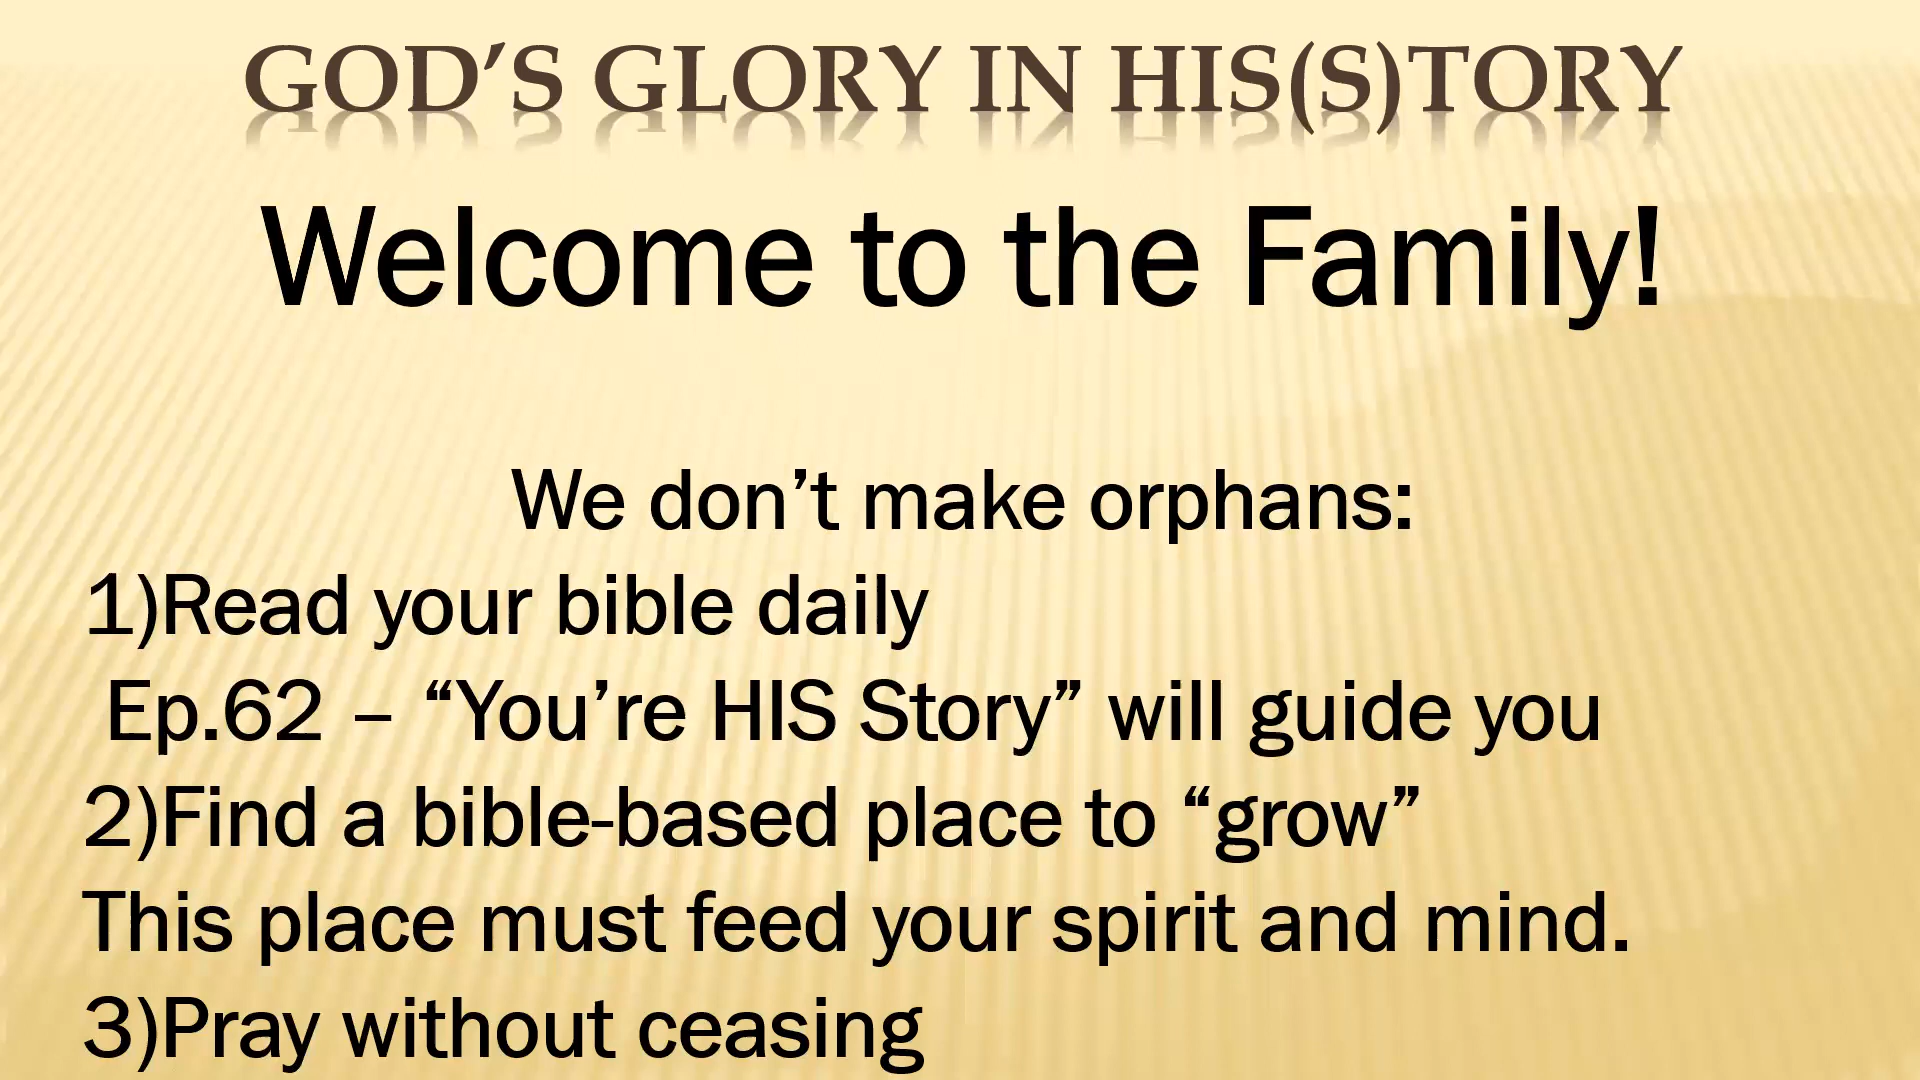 GOD’S GLORY IN HIS(S)TORY
Welcome to the Family!
We don’t make orphans:
1)Read your bible daily
Ep.62 – “You’re HIS Story” will guide you
2)Find a bible-based place to “grow”
This place must feed your spirit and mind.
3)Pray without ceasing